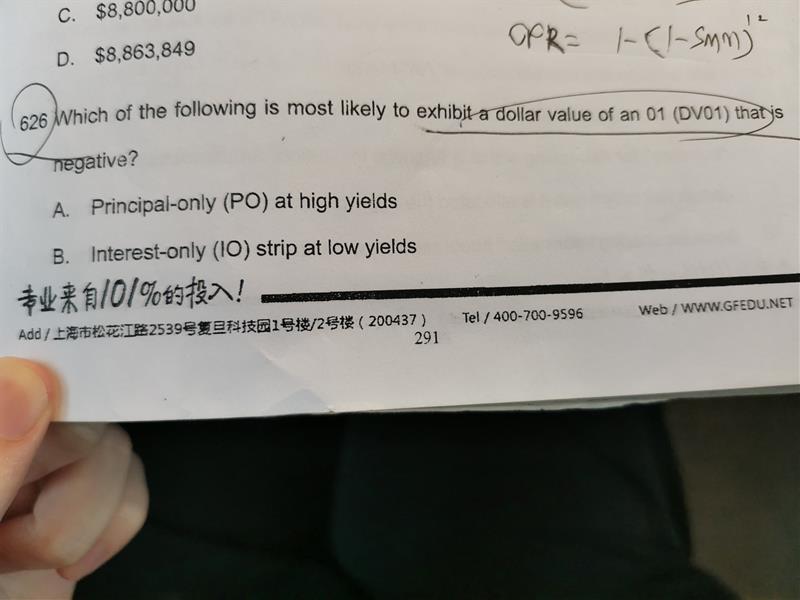 C. $8,800,000
CPR = 1-(1-SMM)^12
D. $8,863,849
626 Which of the following is most likely to exhibit a dollar value of an 01 (DV01) that is
negative?
A. Principal-only (PO) at high yields
B. Interest-only (IO) strip at low yields
专业来自101%的投入!
Add / 上海市松花江路2539号复旦科技园1号楼/2号楼(200437) Tel / 400-700-9596 Web / WWW.GFEDU.NET
291